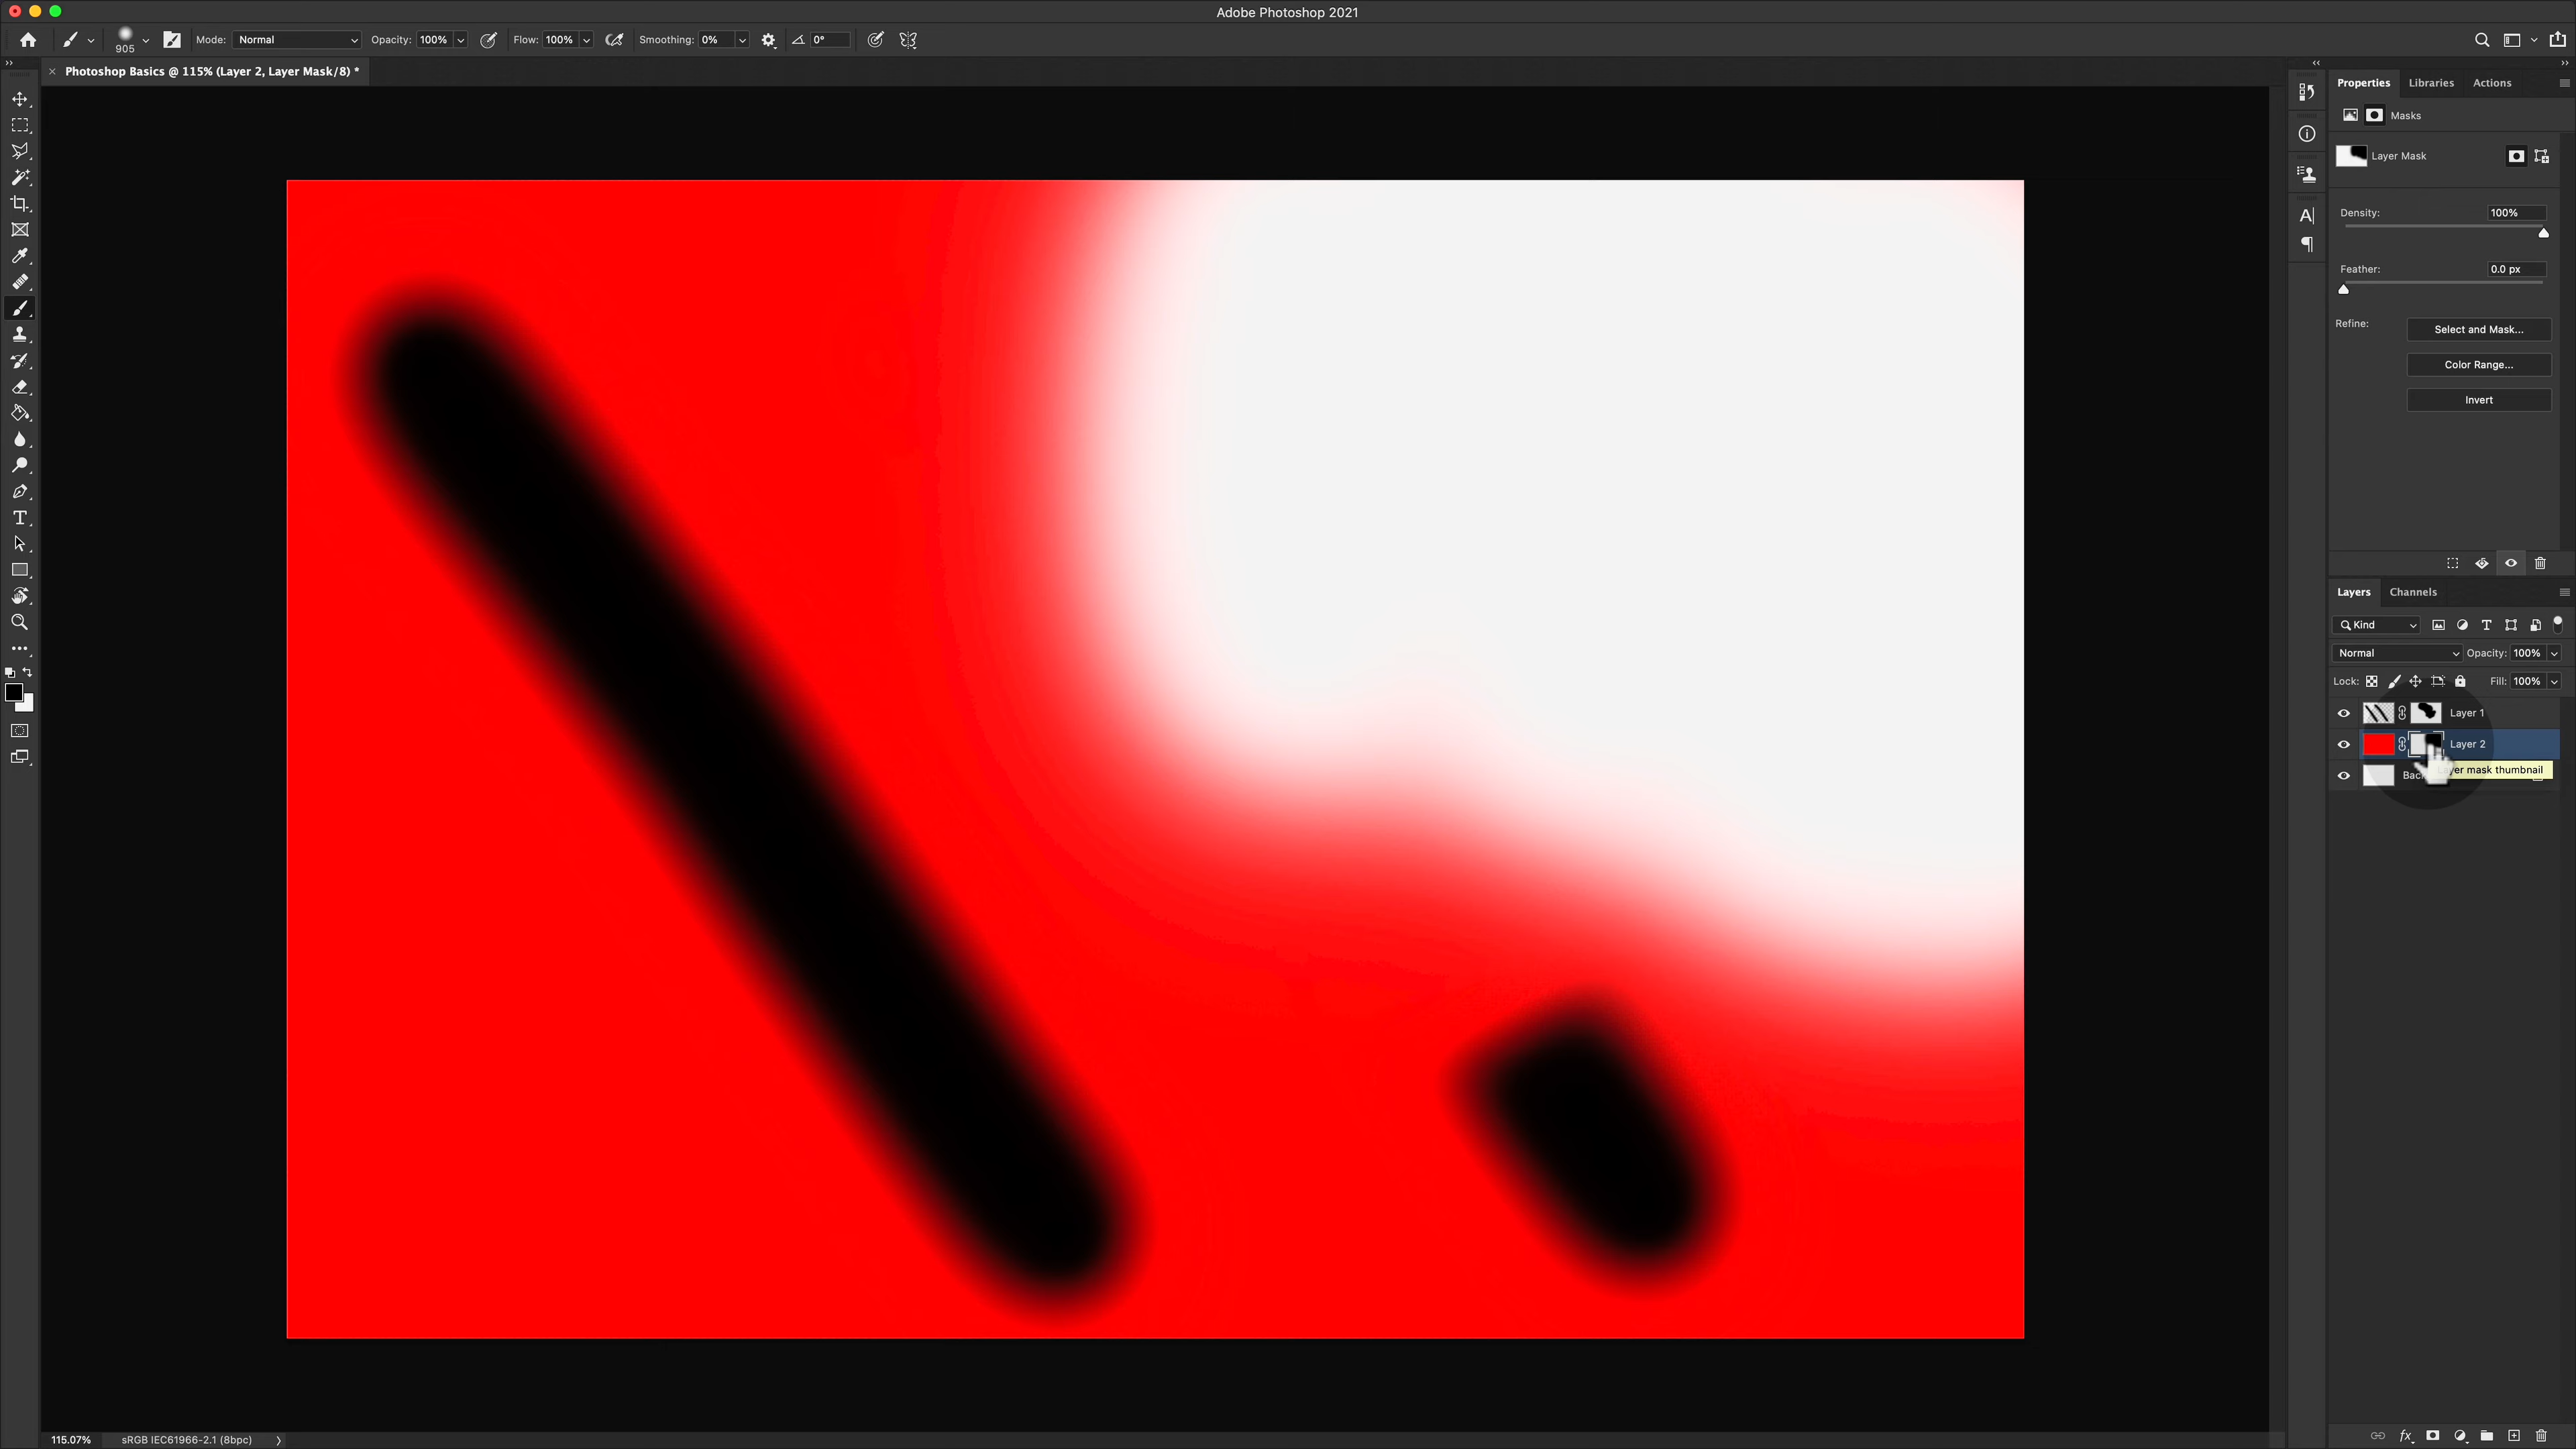 Adobe Photoshop 2021
905
Mode: Normal
Opacity: 100%
Flow: 100%
Smoothing: 0%
0°
Photoshop Basics @ 115% (Layer 2, Layer Mask/8) *
Properties
Libraries
Actions
Masks
Layer Mask
Density: 100%
Feather: 0.0 px
Refine:
Select and Mask...
Color Range...
Invert
Layers
Channels
Kind
Normal
Opacity: 100%
Lock:
Fill: 100%
Layer 1
Layer 2
mask thumbnail
115.07%
sRGB IEC61966-2.1 (8bpc)